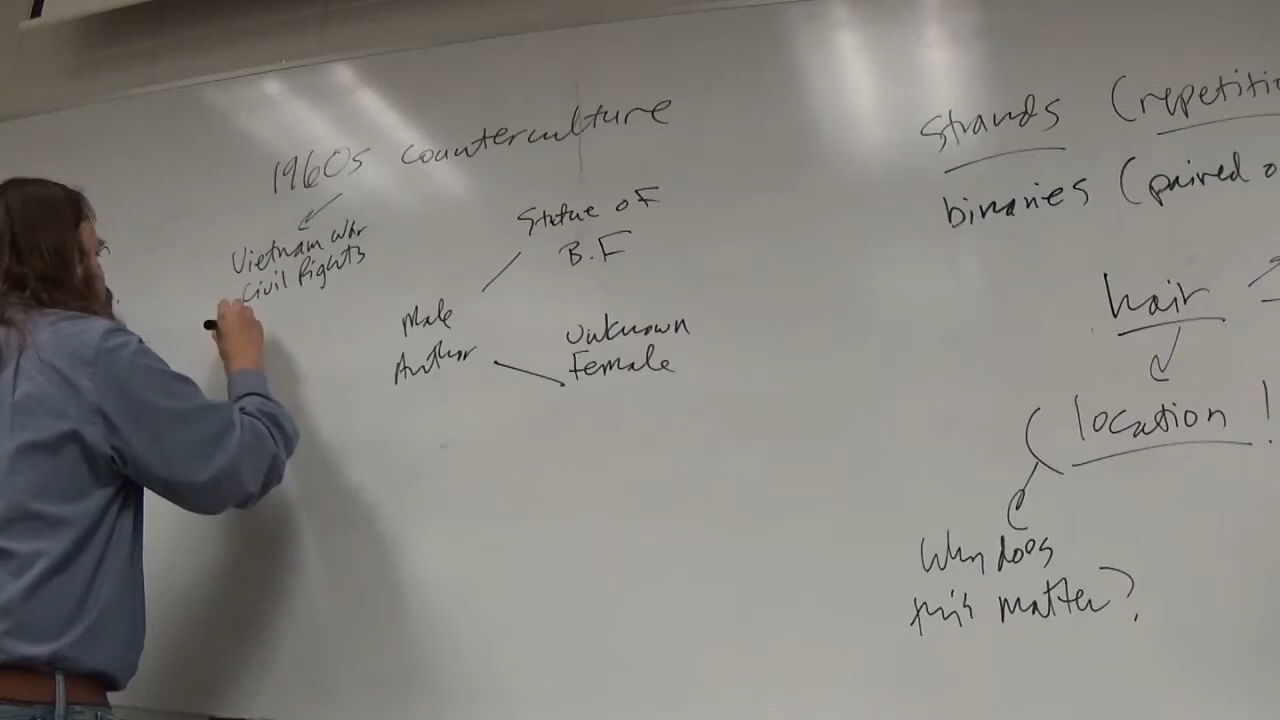 1960s counterculture
Vietnam War
Civil Rights
Statue of
B.F
Male
Author
Unknown
Female
Strands (repetitio
binaries (paired o
hair
(location!
Why does
this matter?